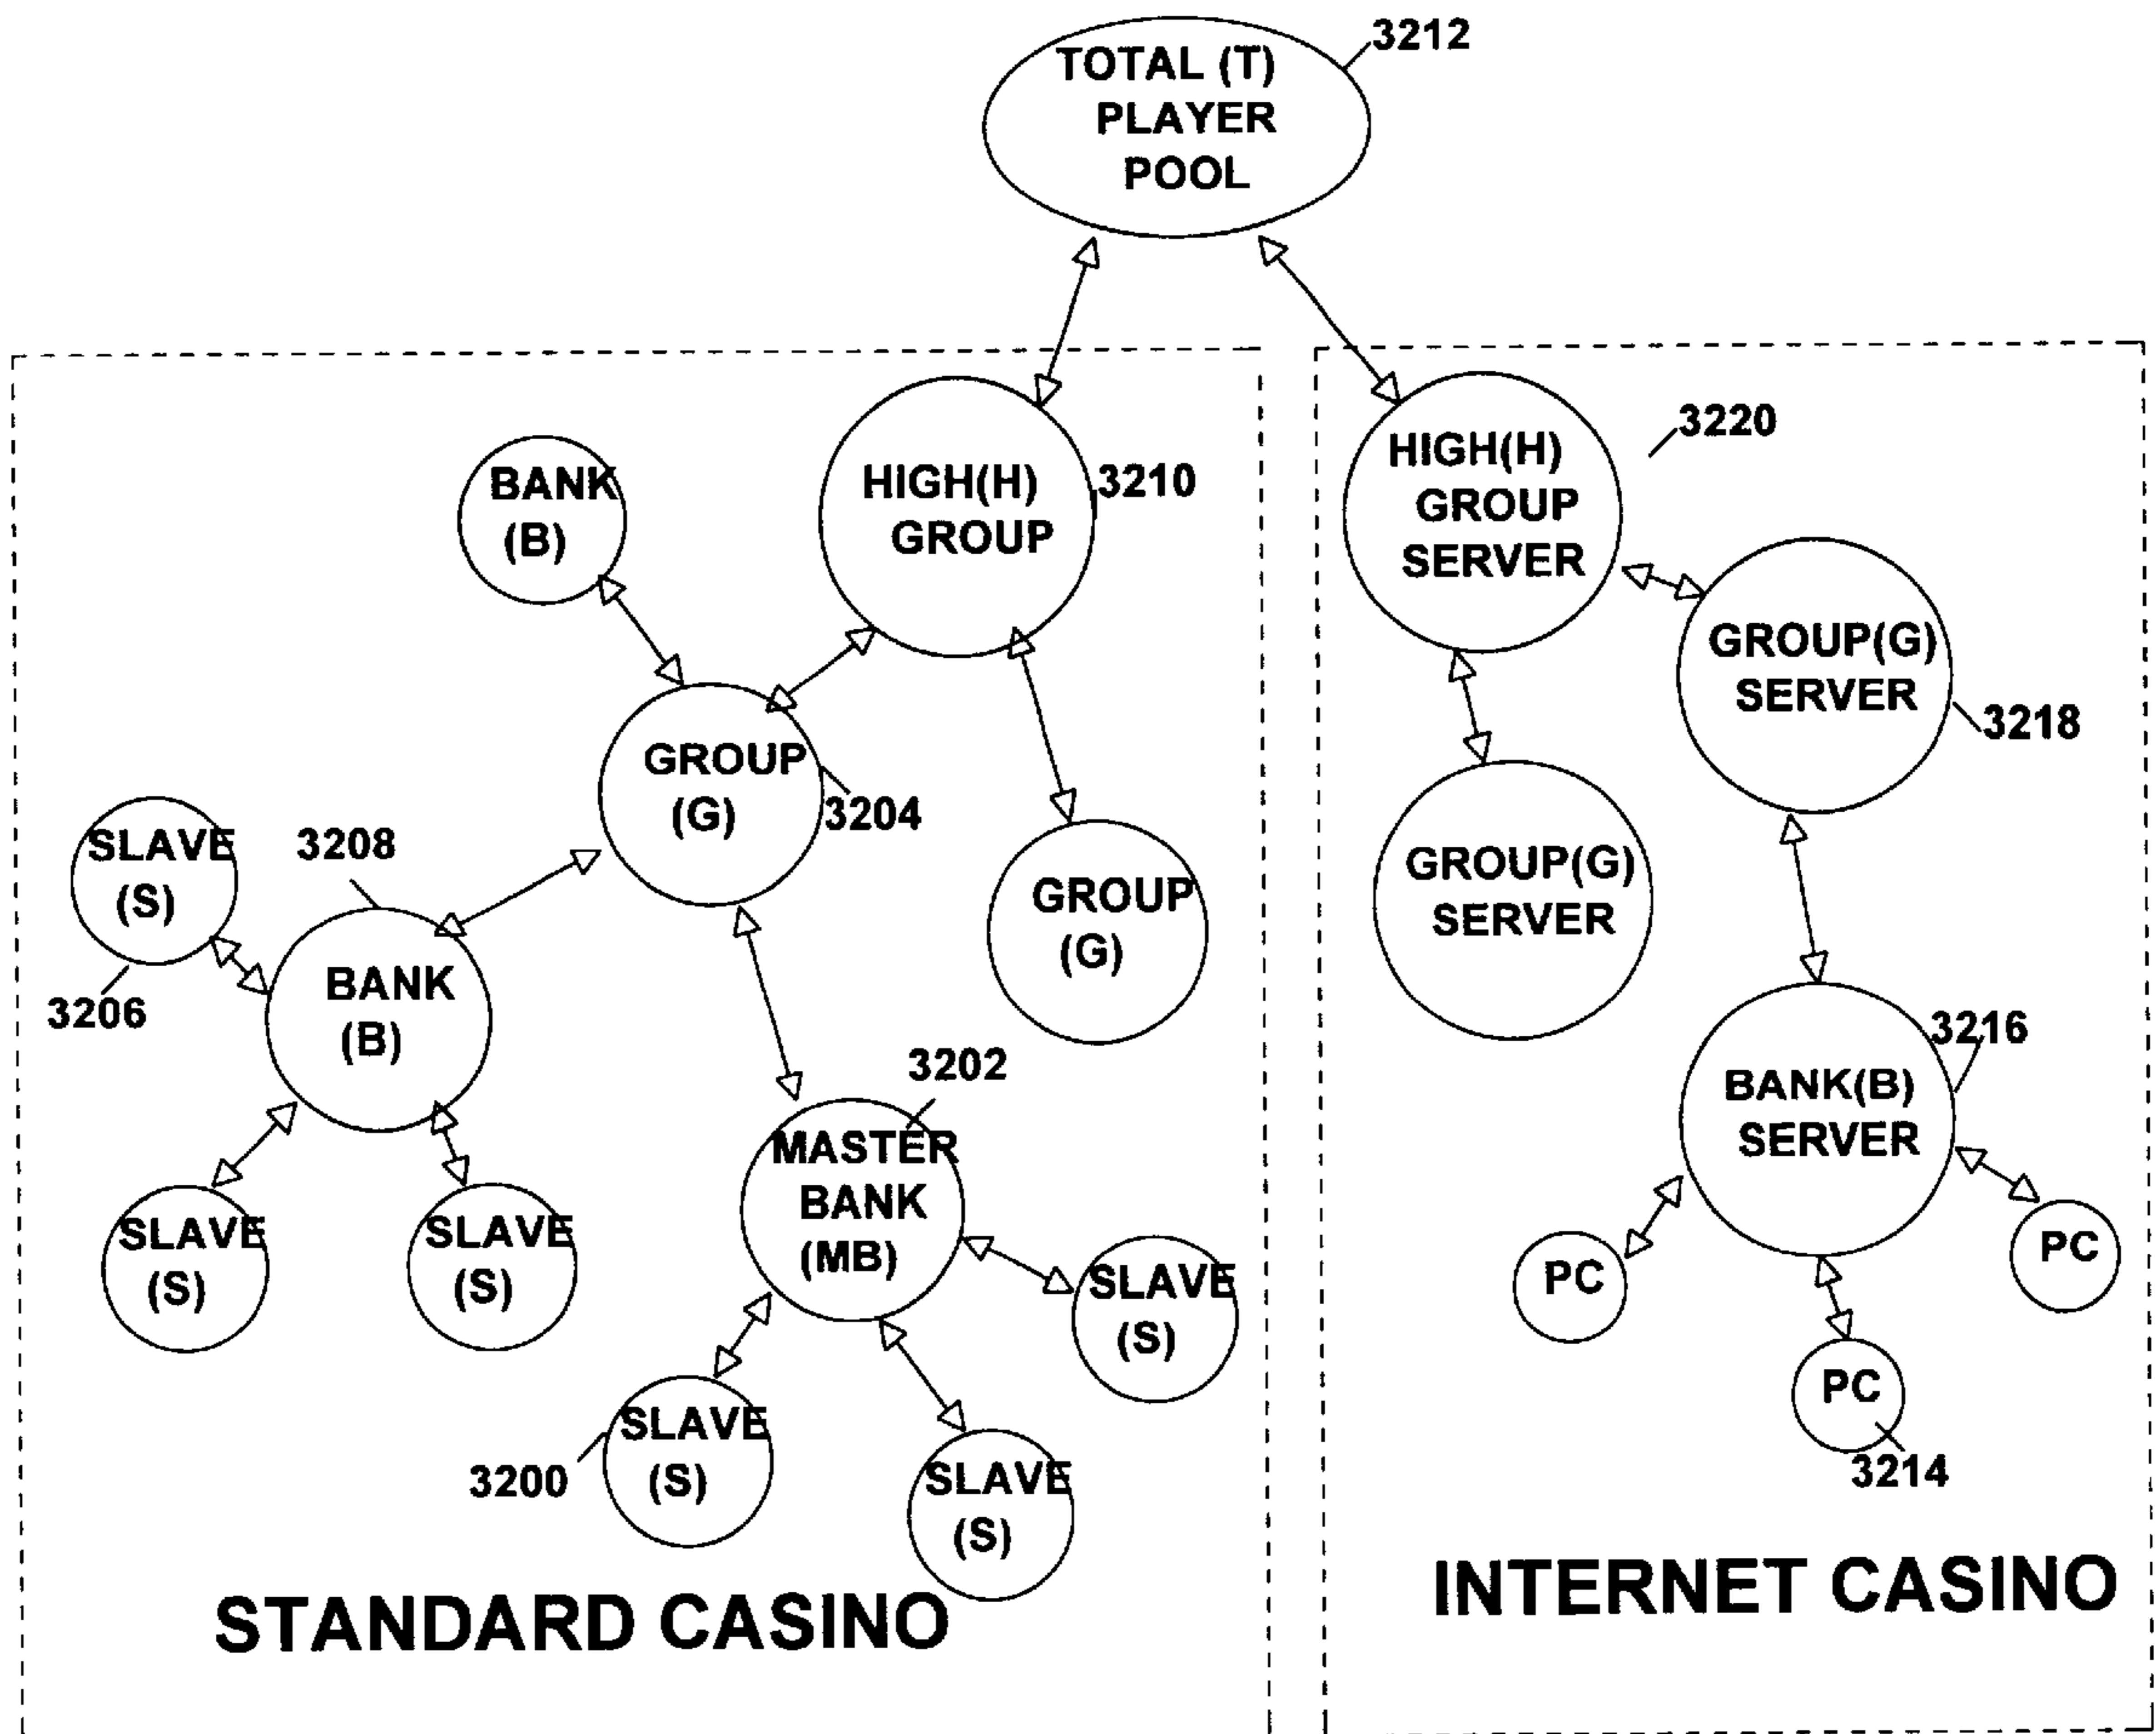 3212
TOTAL (T)
PLAYER
POOL
3220
HIGH(H)
GROUP
SERVER
BANK
(B)
HIGH(H)
GROUP
3210
GROUP(G)
SERVER
3218
GROUP
(G)
3204
SLAVE
(S)
3208
3206
GROUP
(G)
GROUP(G)
SERVER
BANK
(B)
3202
3216
MASTER
BANK
(MB)
BANK(B)
SERVER
SLAVE
(S)
SLAVE
(S)
SLAVE
(S)
PC
PC
PC
3214
SLAVE
(S)
3200
SLAVE
(S)
STANDARD CASINO
INTERNET CASINO